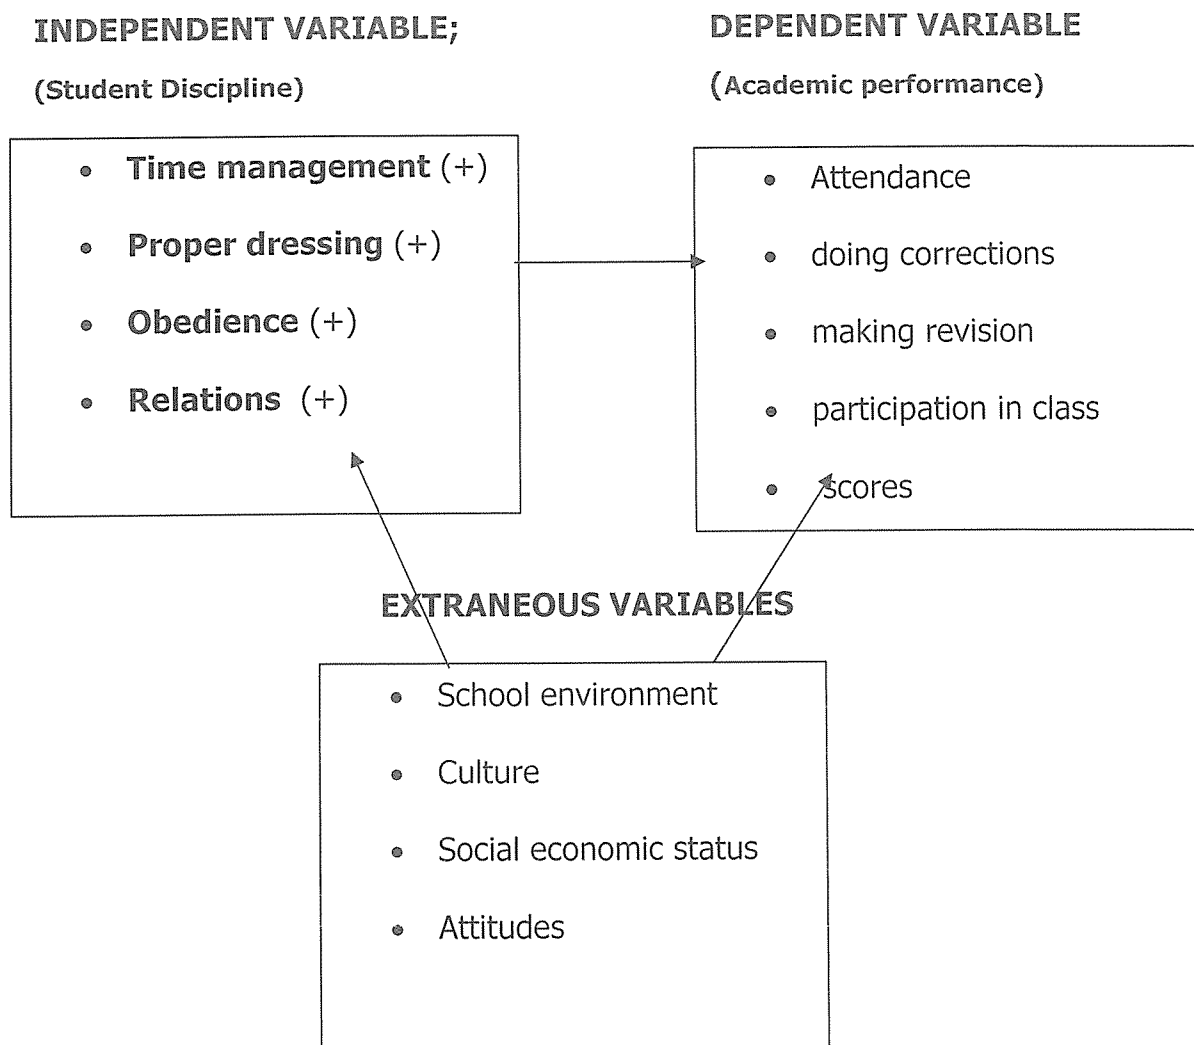 INDEPENDENT VARIABLE;
(Student Discipline)
• Time management (+)
• Proper dressing (+)
• Obedience (+)
• Relations (+)
DEPENDENT VARIABLE
(Academic performance)
• Attendance
• doing corrections
• making revision
• participation in class
• scores
EXTRANEOUS VARIABLES
• School environment
• Culture
• Social economic status
• Attitudes